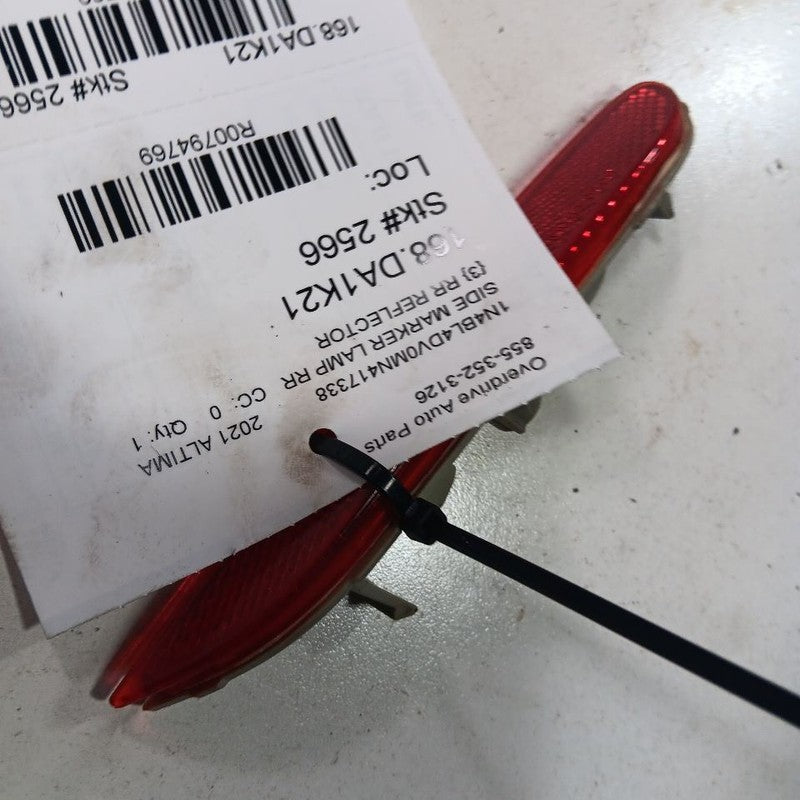 Overdrive Auto Parts
855-352-3126
1N4BL4DV0MN417338
SIDE MARKER LAMP RR
(3) RR REFLECTOR
2021 ALTIMA
CC: 0 Qty: 1
168.DA1K21
Stk# 2566
Loc:
R00794769
168.DA1K21
Stk# 2566